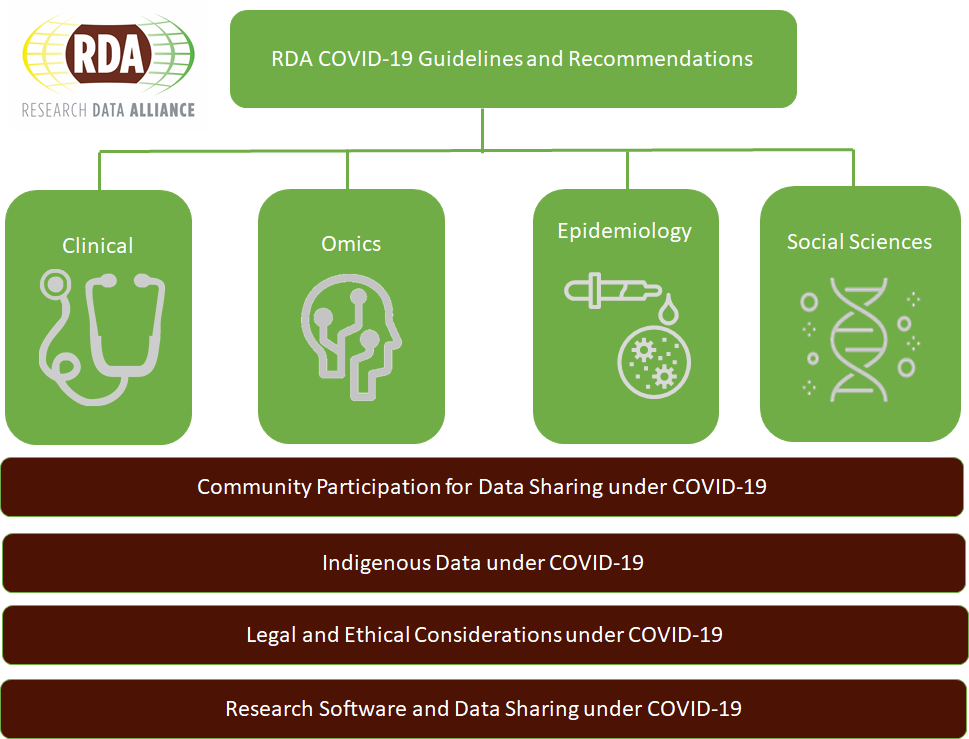 RDA
RESEARCH DATA ALLIANCE
RDA COVID-19 Guidelines and Recommendations
Clinical
Omics
Epidemiology
Social Sciences
Community Participation for Data Sharing under COVID-19
Indigenous Data under COVID-19
Legal and Ethical Considerations under COVID-19
Research Software and Data Sharing under COVID-19